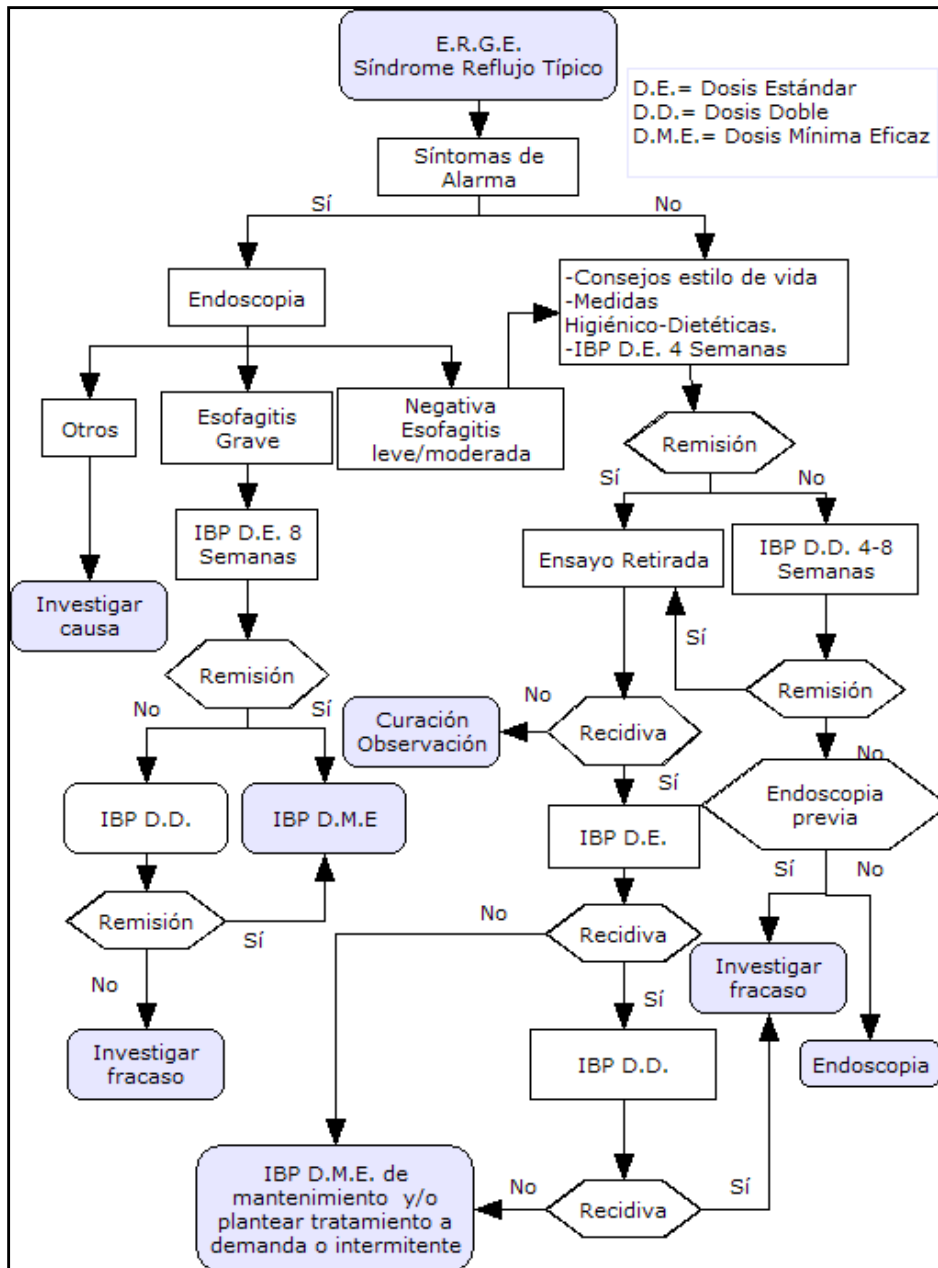 E.R.G.E.
Síndrome Reflujo Típico
D.E.= Dosis Estándar
D.D.= Dosis Doble
D.M.E.= Dosis Mínima Eficaz
Síntomas de
Alarma
Sí
No
Endoscopia
-Consejos estilo de vida
-Medidas
Higiénico-Dietéticas.
-IBP D.E. 4 Semanas
Otros
Esofagitis
Grave
Negativa
Esofagitis
leve/moderada
Remisión
Sí
No
IBP D.E. 8
Semanas
Ensayo Retirada
IBP D.D. 4-8
Semanas
Investigar
causa
Sí
Remisión
Remisión
No
Sí
Curación
Observación
No
Recidiva
No
Sí
Endoscopia
previa
IBP D.D.
IBP D.M.E
IBP D.E.
Sí
No
Remisión
Sí
No
Recidiva
Investigar
fracaso
No
Sí
Investigar
fracaso
IBP D.D.
Endoscopia
IBP D.M.E. de
mantenimiento y/o
plantear tratamiento a
demanda o intermitente
No
Recidiva
Sí